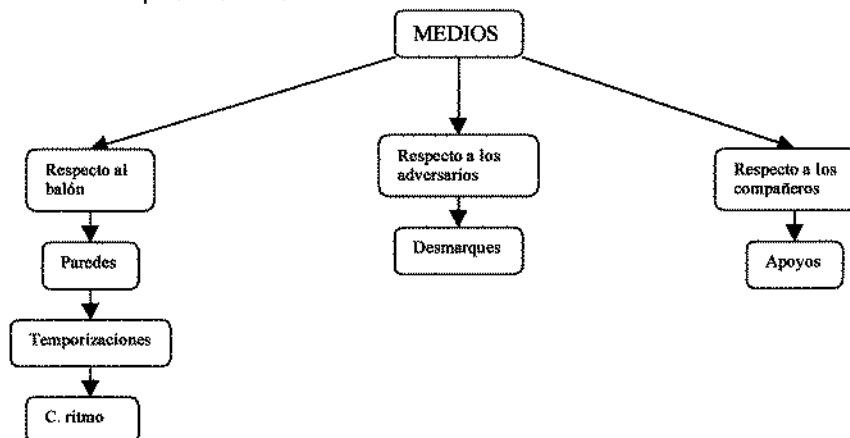 MEDIOS
Respecto al
balón
Respecto a los
adversarios
Respecto a los
compañeros
Paredes
Desmarques
Apoyos
Temporizaciones
C. ritmo